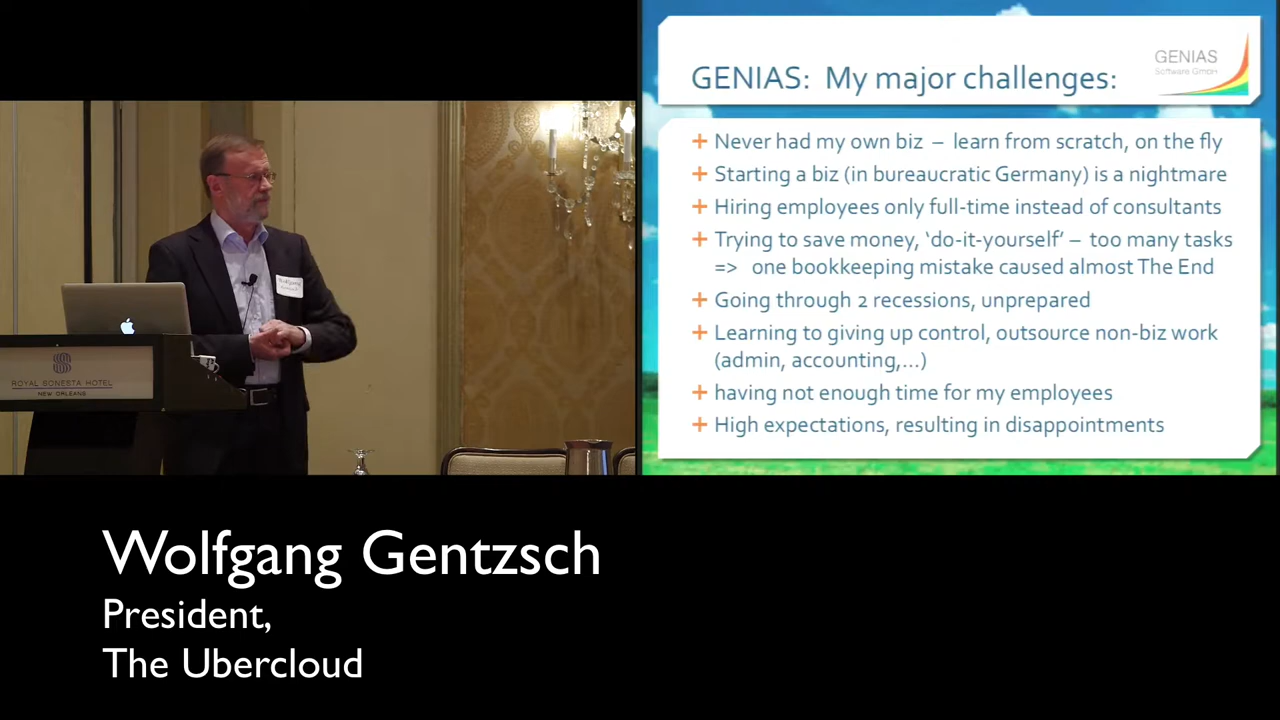 GENIAS: My major challenges:
GENIAS
Software GmbH
+ Never had my own biz – learn from scratch, on the fly
+ Starting a biz (in bureaucratic Germany) is a nightmare
+ Hiring employees only full-time instead of consultants
+ Trying to save money, ‘do-it-yourself’ – too many tasks
=> one bookkeeping mistake caused almost The End
+ Going through 2 recessions, unprepared
+ Learning to giving up control, outsource non-biz work
(admin, accounting,...)
+ having not enough time for my employees
+ High expectations, resulting in disappointments
Wolfgang
ROYAL SONESTA HOTEL
NEW ORLEANS
Wolfgang Gentzsch
President,
The Ubercloud